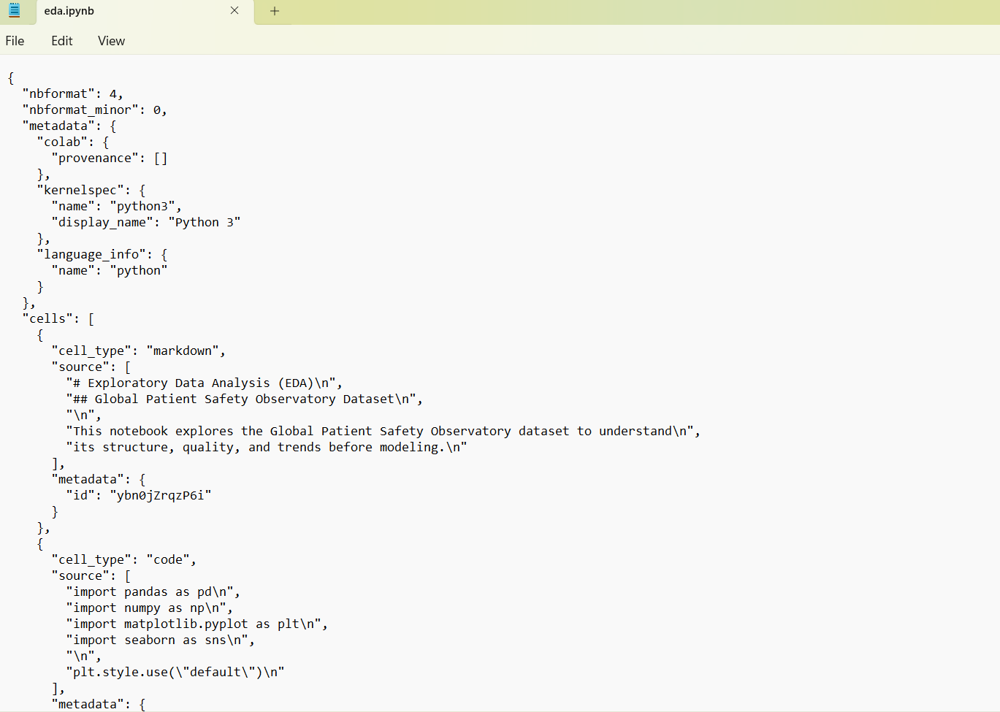 eda.ipynb
File Edit View
{
  "nbformat": 4,
  "nbformat_minor": 0,
  "metadata": {
    "colab": {
      "provenance": []
    },
    "kernelspec": {
      "name": "python3",
      "display_name": "Python 3"
    },
    "language_info": {
      "name": "python"
    }
  },
  "cells": [
    {
      "cell_type": "markdown",
      "source": [
        "# Exploratory Data Analysis (EDA)\n",
        "## Global Patient Safety Observatory Dataset\n",
        "\n",
        "This notebook explores the Global Patient Safety Observatory dataset to understand\n",
        "its structure, quality, and trends before modeling.\n"
      ],
      "metadata": {
        "id": "ybn0jZrqzP6i"
      }
    },
    {
      "cell_type": "code",
      "source": [
        "import pandas as pd\n",
        "import numpy as np\n",
        "import matplotlib.pyplot as plt\n",
        "import seaborn as sns\n",
        "\n",
        "plt.style.use(\"default\")\n"
      ],
      "metadata": {